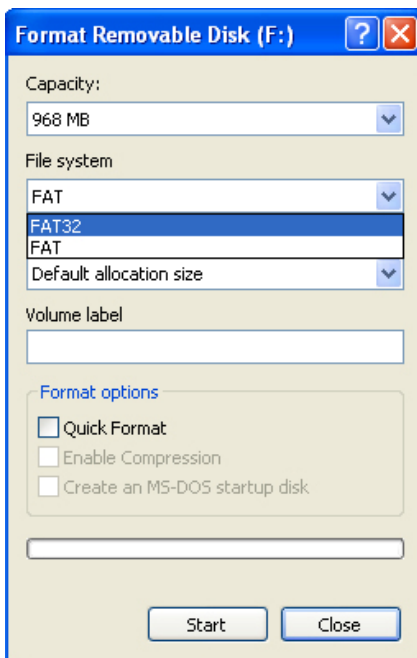 Format Removable Disk (F:)
Capacity:
968 MB
File system
FAT
FAT32
FAT
Default allocation size
Volume label
Format options
Quick Format
Enable Compression
Create an MS-DOS startup disk
Start Close